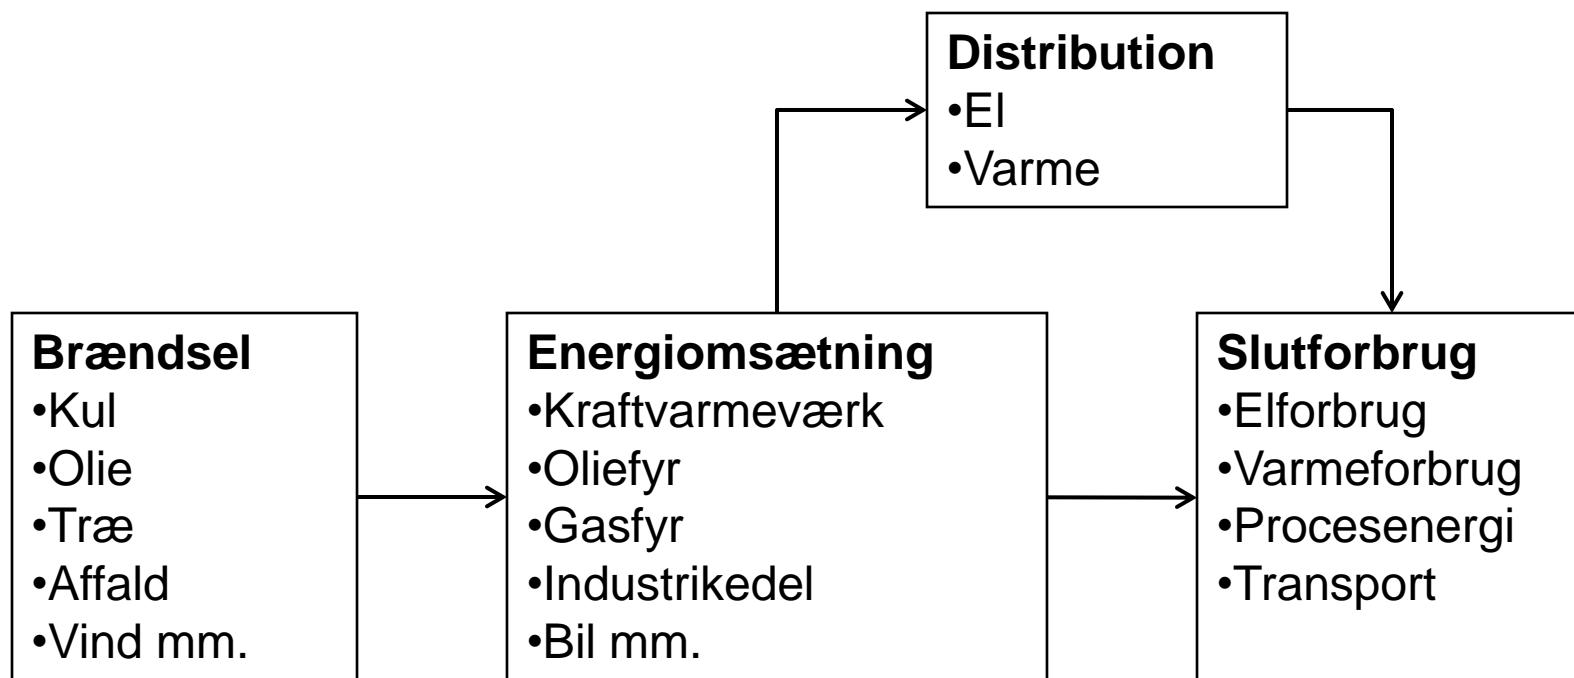 Distribution
•El
•Varme
Brændsel
•Kul
•Olie
•Træ
•Affald
•Vind mm.
Energiomsætning
•Kraftvarmeværk
•Oliefyr
•Gasfyr
•Industrikedel
•Bil mm.
Slutforbrug
•Elforbrug
•Varmeforbrug
•Procesenergi
•Transport